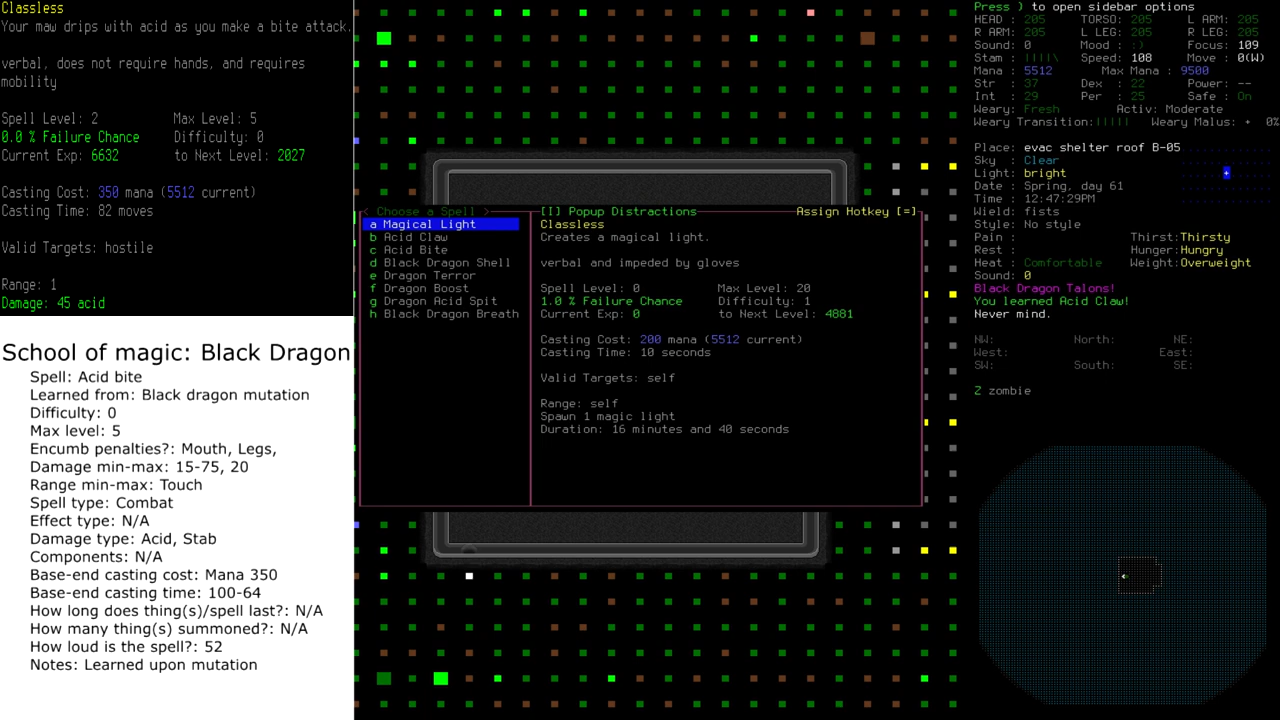 Classless
Your maw drips with acid as you make a bite attack.
verbal, does not require hands, and requires
mobility
Spell Level: 2 Max Level: 5
0.0 % Failure Chance Difficulty: 0
Current Exp: 6632 to Next Level: 2027
Casting Cost: 350 mana (5512 current)
Casting Time: 82 moves
Valid Targets: hostile
Range: 1
Damage: 45 acid
School of magic: Black Dragon
Spell: Acid bite
Learned from: Black dragon mutation
Difficulty: 0
Max level: 5
Encumb penalties?: Mouth, Legs,
Damage min-max: 15-75, 20
Range min-max: Touch
Spell type: Combat
Effect type: N/A
Damage type: Acid, Stab
Components: N/A
Base-end casting cost: Mana 350
Base-end casting time: 100-64
How long does thing(s)/spell last?: N/A
How many thing(s) summoned?: N/A
How loud is the spell?: 52
Notes: Learned upon mutation
< Choose a Spell >
a Magical Light
b Acid Claw
c Acid Bite
d Black Dragon Shell
e Dragon Terror
f Dragon Boost
g Dragon Acid Spit
h Black Dragon Breath
[I] Popup Distractions Assign Hotkey [=]
Classless
Creates a magical light.
verbal and impeded by gloves
Spell Level: 0 Max Level: 20
1.0 % Failure Chance Difficulty: 1
Current Exp: 0 to Next Level: 4881
Casting Cost: 200 mana (5512 current)
Casting Time: 10 seconds
Valid Targets: self
Range: self
Spawn 1 magic light
Duration: 16 minutes and 40 seconds
Press } to open sidebar options
HEAD : 205 TORSO: 205 L ARM: 205
R ARM: 205 L LEG: 205 R LEG: 205
Sound: 0 Mood : :) Focus: 109
Stam : ||||\ Speed: 108 Move : 0(W)
Mana : 5512 Max Mana : 9500
Str : 37 Dex : 22 Power: --
Int : 29 Per : 25 Safe : On
Weary: Fresh Activ: Moderate
Weary Transition:||||| Weary Malus: + 0%
Place: evac shelter roof B-05
Sky : Clear
Light: bright
Date : Spring, day 61
Time : 12:47:29PM
Wield: fists
Style: No style
Pain : Thirst:Thirsty
Rest : Hunger:Hungry
Heat : Comfortable Weight:Overweight
Sound: 0
Black Dragon Talons!
You learned Acid Claw!
Never mind.
NW: North: NE:
West: East:
SW: South: SE:
Z zombie